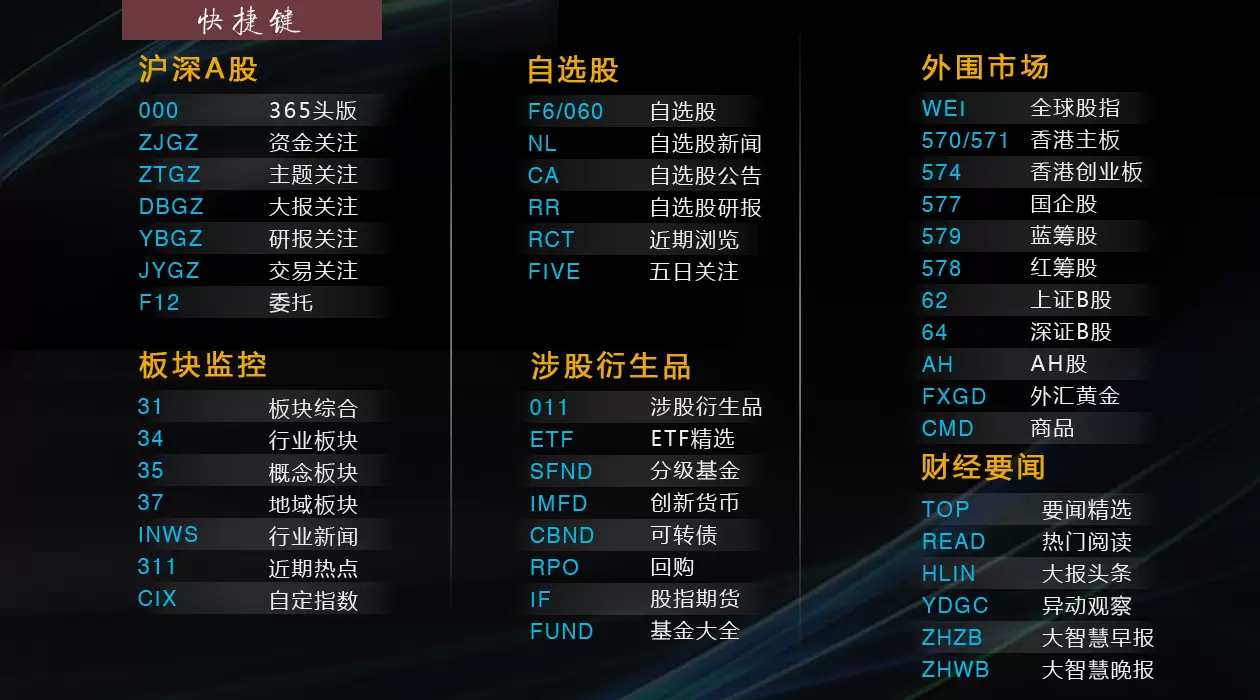 快捷键
沪深A股
000 365头版
ZJGZ 资金关注
ZTGZ 主题关注
DBGZ 大报关注
YBGZ 研报关注
JYGZ 交易关注
F12 委托
板块监控
31 板块综合
34 行业板块
35 概念板块
37 地域板块
INWS 行业新闻
311 近期热点
CIX 自定指数
自选股
F6/060 自选股
NL 自选股新闻
CA 自选股公告
RR 自选股研报
RCT 近期浏览
FIVE 五日关注
涉股衍生品
011 涉股衍生品
ETF ETF精选
SFND 分级基金
IMFD 创新货币
CBND 可转债
RPO 回购
IF 股指期货
FUND 基金大全
外围市场
WEI 全球股指
570/571 香港主板
574 香港创业板
577 国企股
579 蓝筹股
578 红筹股
62 上证B股
64 深证B股
AH AH股
FXGD 外汇黄金
CMD 商品
财经要闻
TOP 要闻精选
READ 热门阅读
HLIN 大报头条
YDGC 异动观察
ZHZB 大智慧早报
ZHWB 大智慧晚报